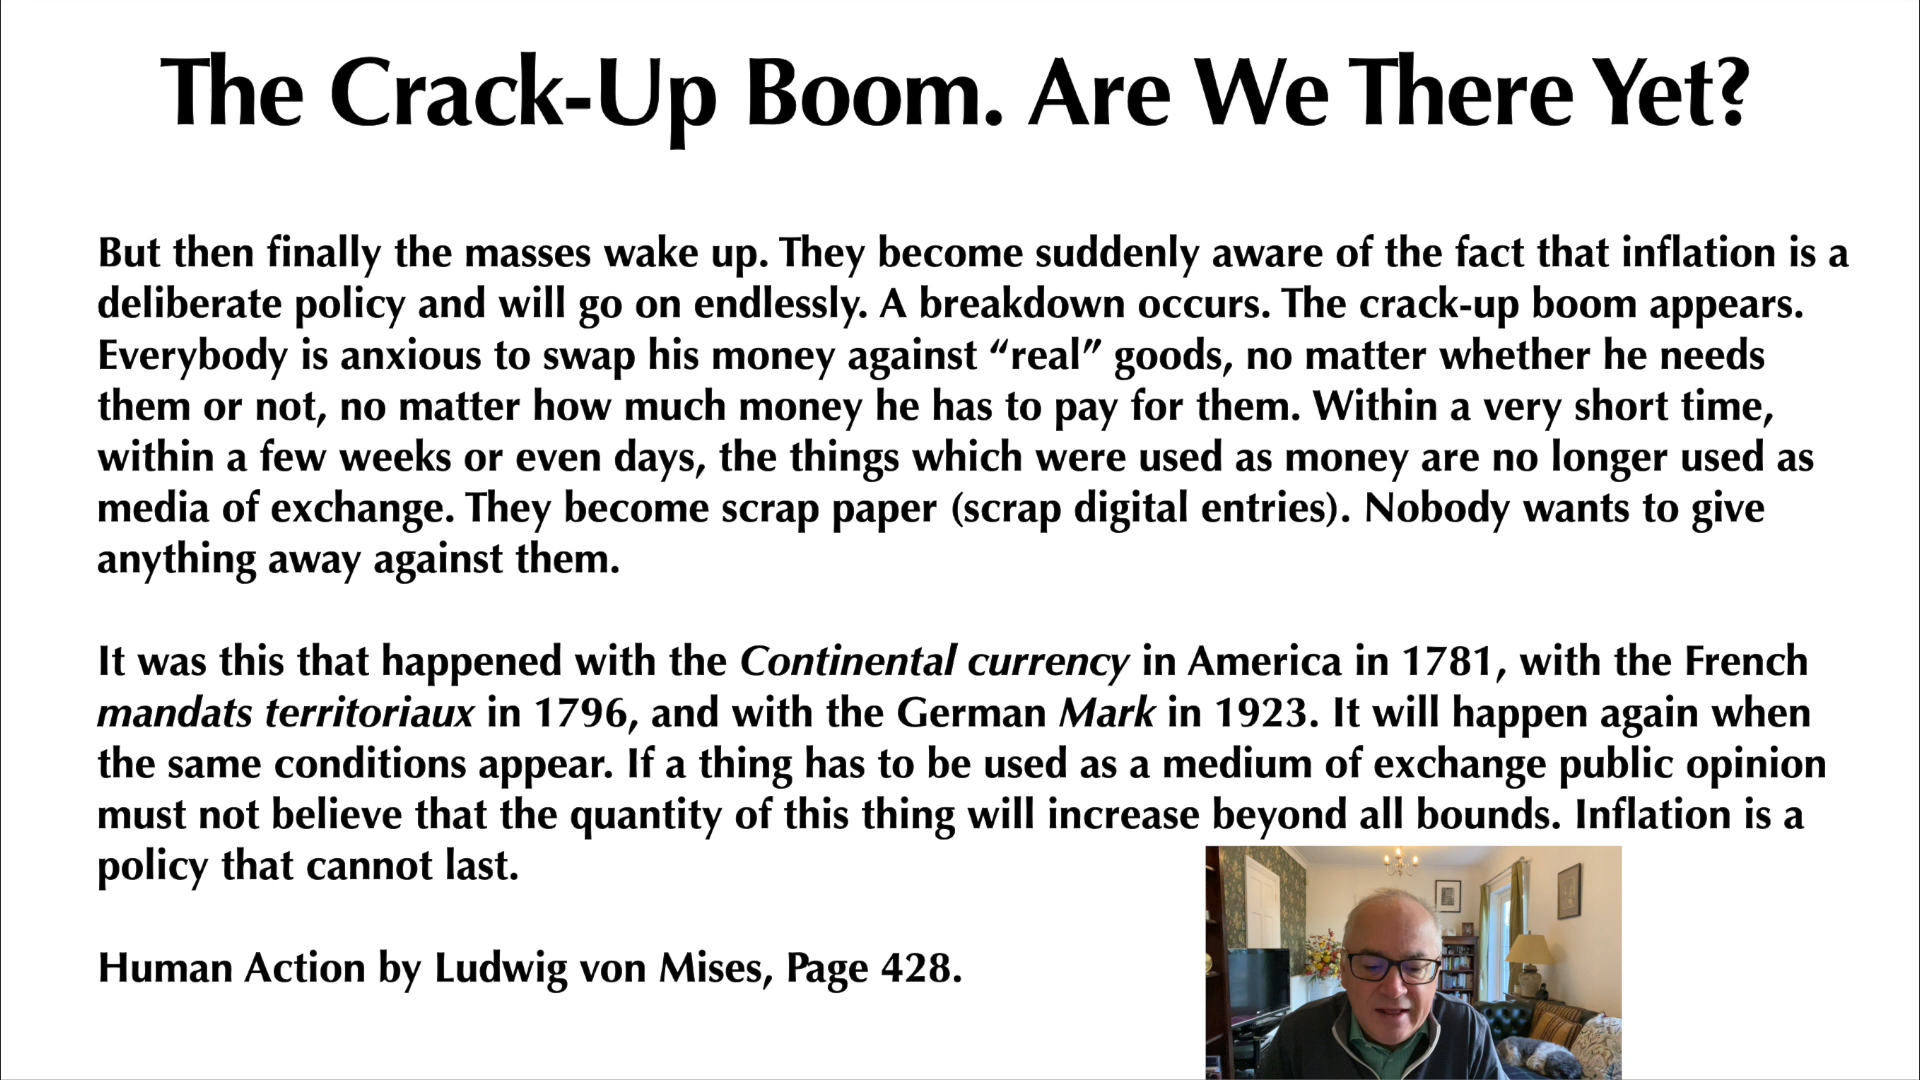 The Crack-Up Boom. Are We There Yet?
But then finally the masses wake up. They become suddenly aware of the fact that inflation is a
deliberate policy and will go on endlessly. A breakdown occurs. The crack-up boom appears.
Everybody is anxious to swap his money against “real” goods, no matter whether he needs
them or not, no matter how much money he has to pay for them. Within a very short time,
within a few weeks or even days, the things which were used as money are no longer used as
media of exchange. They become scrap paper (scrap digital entries). Nobody wants to give
anything away against them.
It was this that happened with the Continental currency in America in 1781, with the French
mandats territoriaux in 1796, and with the German Mark in 1923. It will happen again when
the same conditions appear. If a thing has to be used as a medium of exchange public opinion
must not believe that the quantity of this thing will increase beyond all bounds. Inflation is a
policy that cannot last.
Human Action by Ludwig von Mises, Page 428.